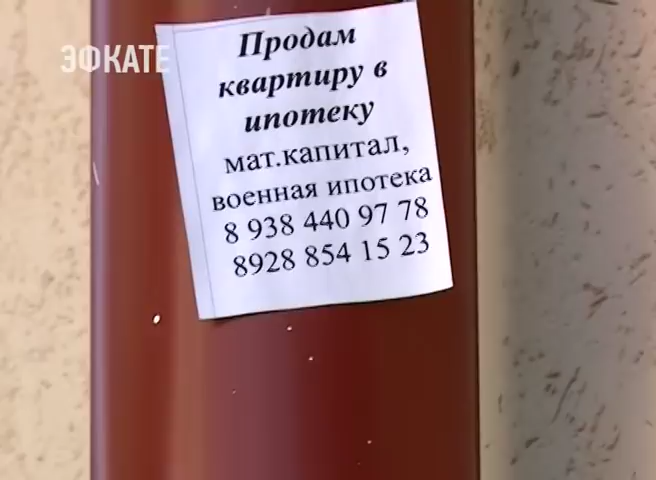 ЭФКАТЕ
Продам
квартиру в
ипотеку
мат.капитал,
военная ипотека
8 938 440 97 78
8928 854 15 23